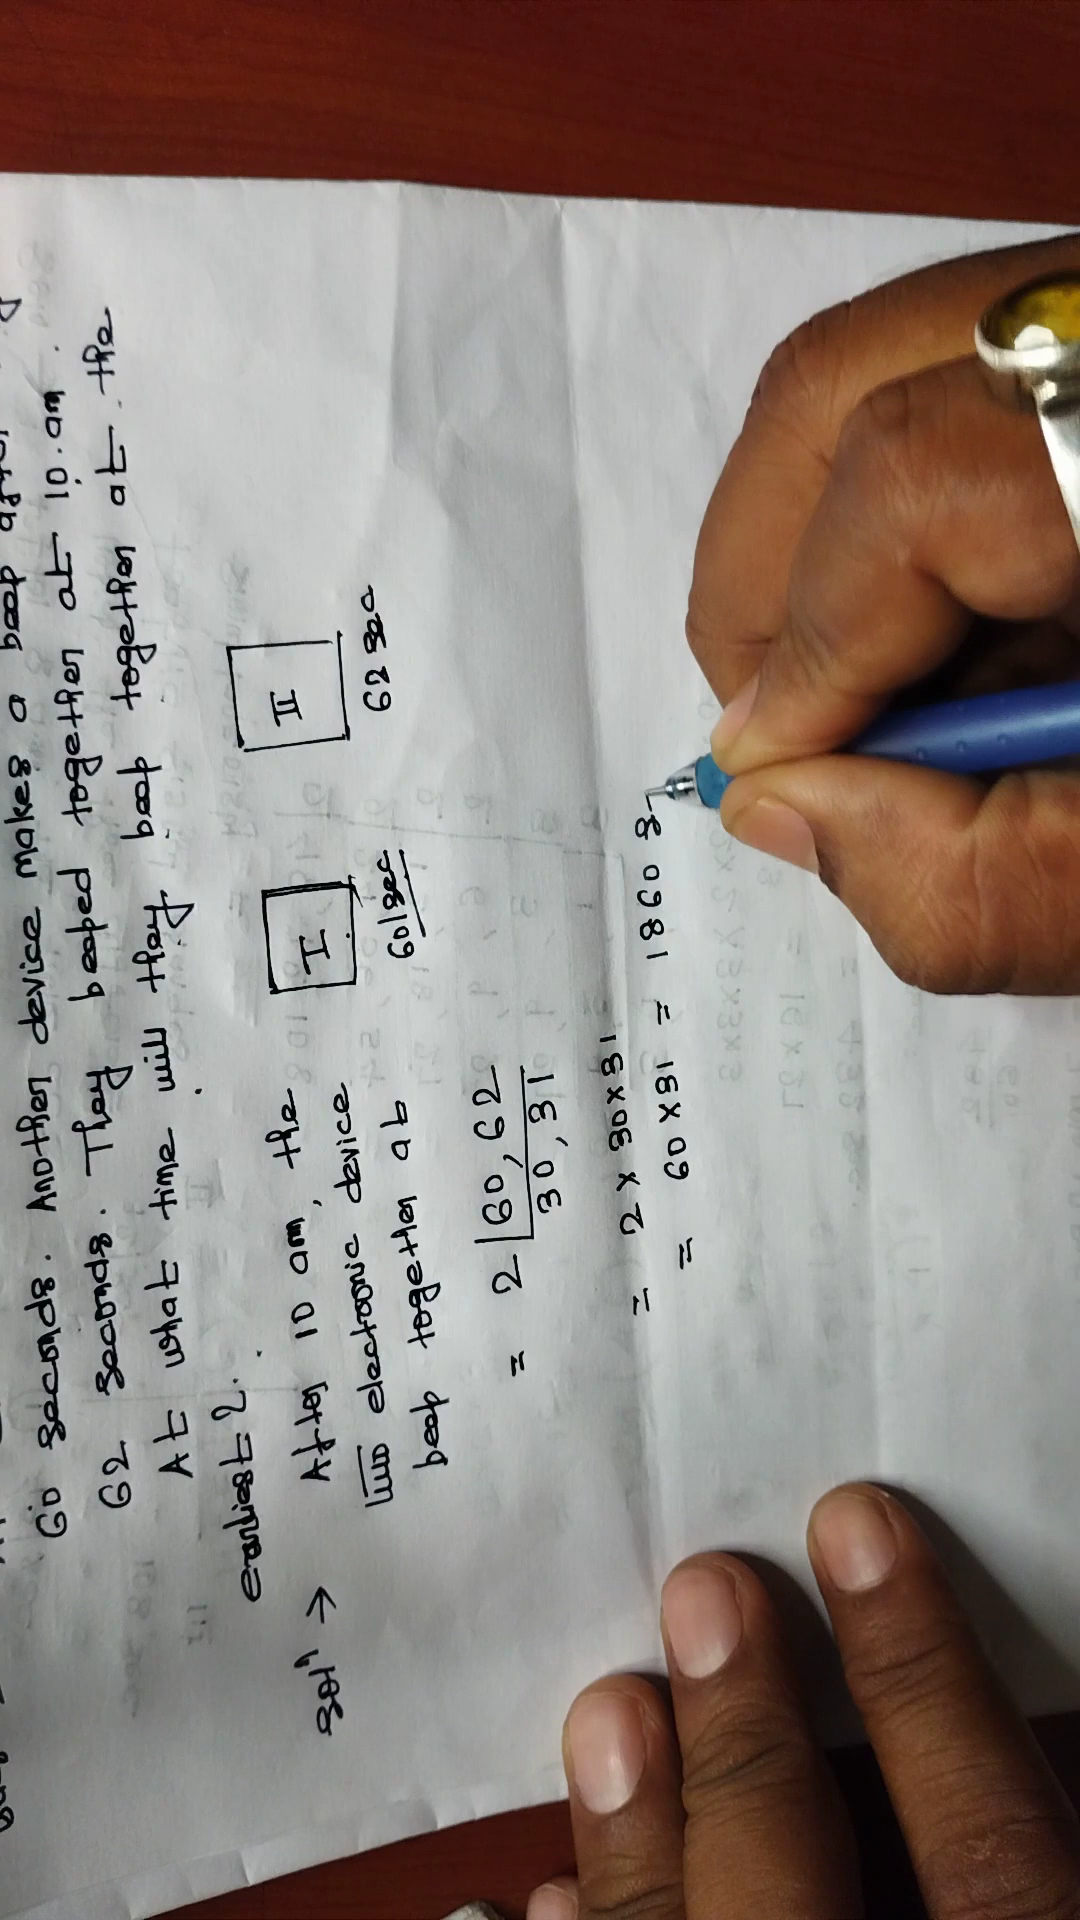 beep after
60 seconds. Another device makes a
62 seconds. They beeped together at 10.am.
At what time will they beep together at the
earliest?
I
60/sec
II
62 sec
Solⁿ → After 10 am, the
two electronic device
beep together at
= 2 | 60, 62
30, 31
= 2 x 30 x 31
= 60 x 31 = 1860 s